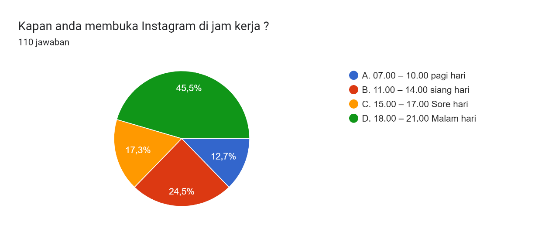 Kapan anda membuka Instagram di jam kerja ?
110 jawaban
A. 07.00 – 10.00 pagi hari
B. 11.00 – 14.00 siang hari
C. 15.00 – 17.00 Sore hari
D. 18.00 – 21.00 Malam hari
45,5%
17,3%
12,7%
24,5%